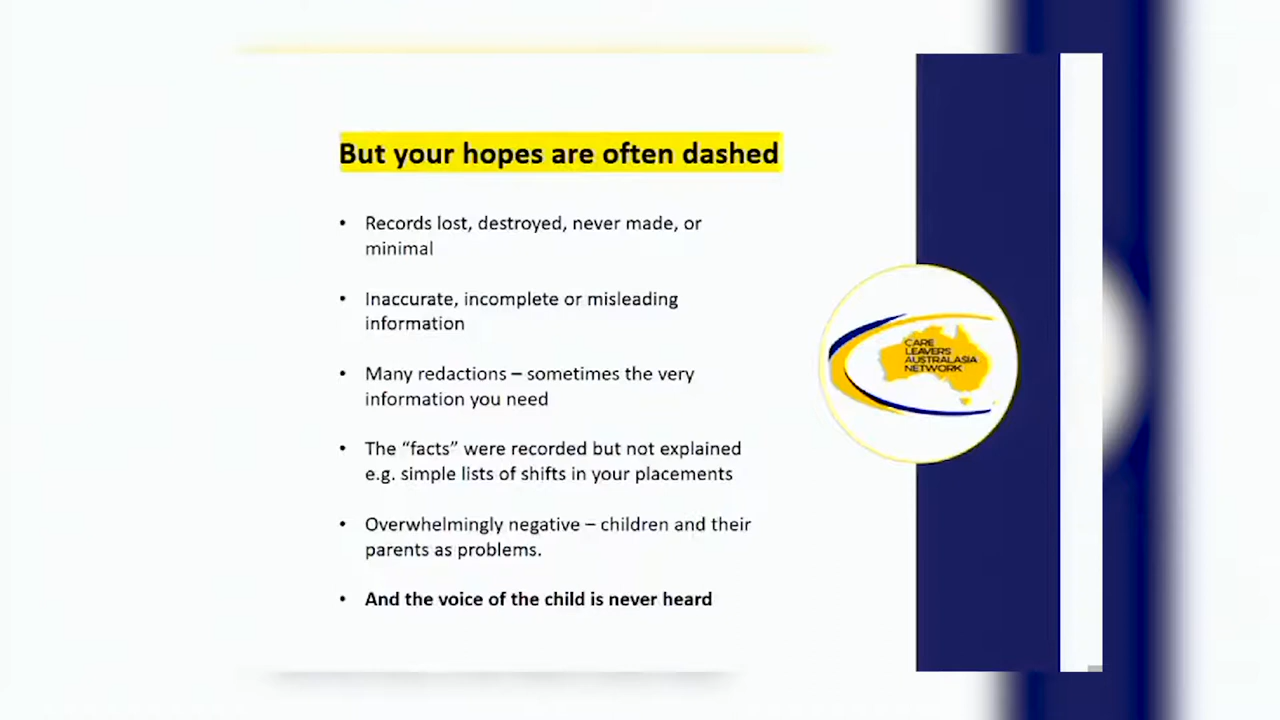 But your hopes are often dashed
• Records lost, destroyed, never made, or
minimal
• Inaccurate, incomplete or misleading
information
• Many redactions – sometimes the very
information you need
• The “facts” were recorded but not explained
e.g. simple lists of shifts in your placements
• Overwhelmingly negative – children and their
parents as problems.
• And the voice of the child is never heard
CARE
LEAVERS
AUSTRALASIA
NETWORK